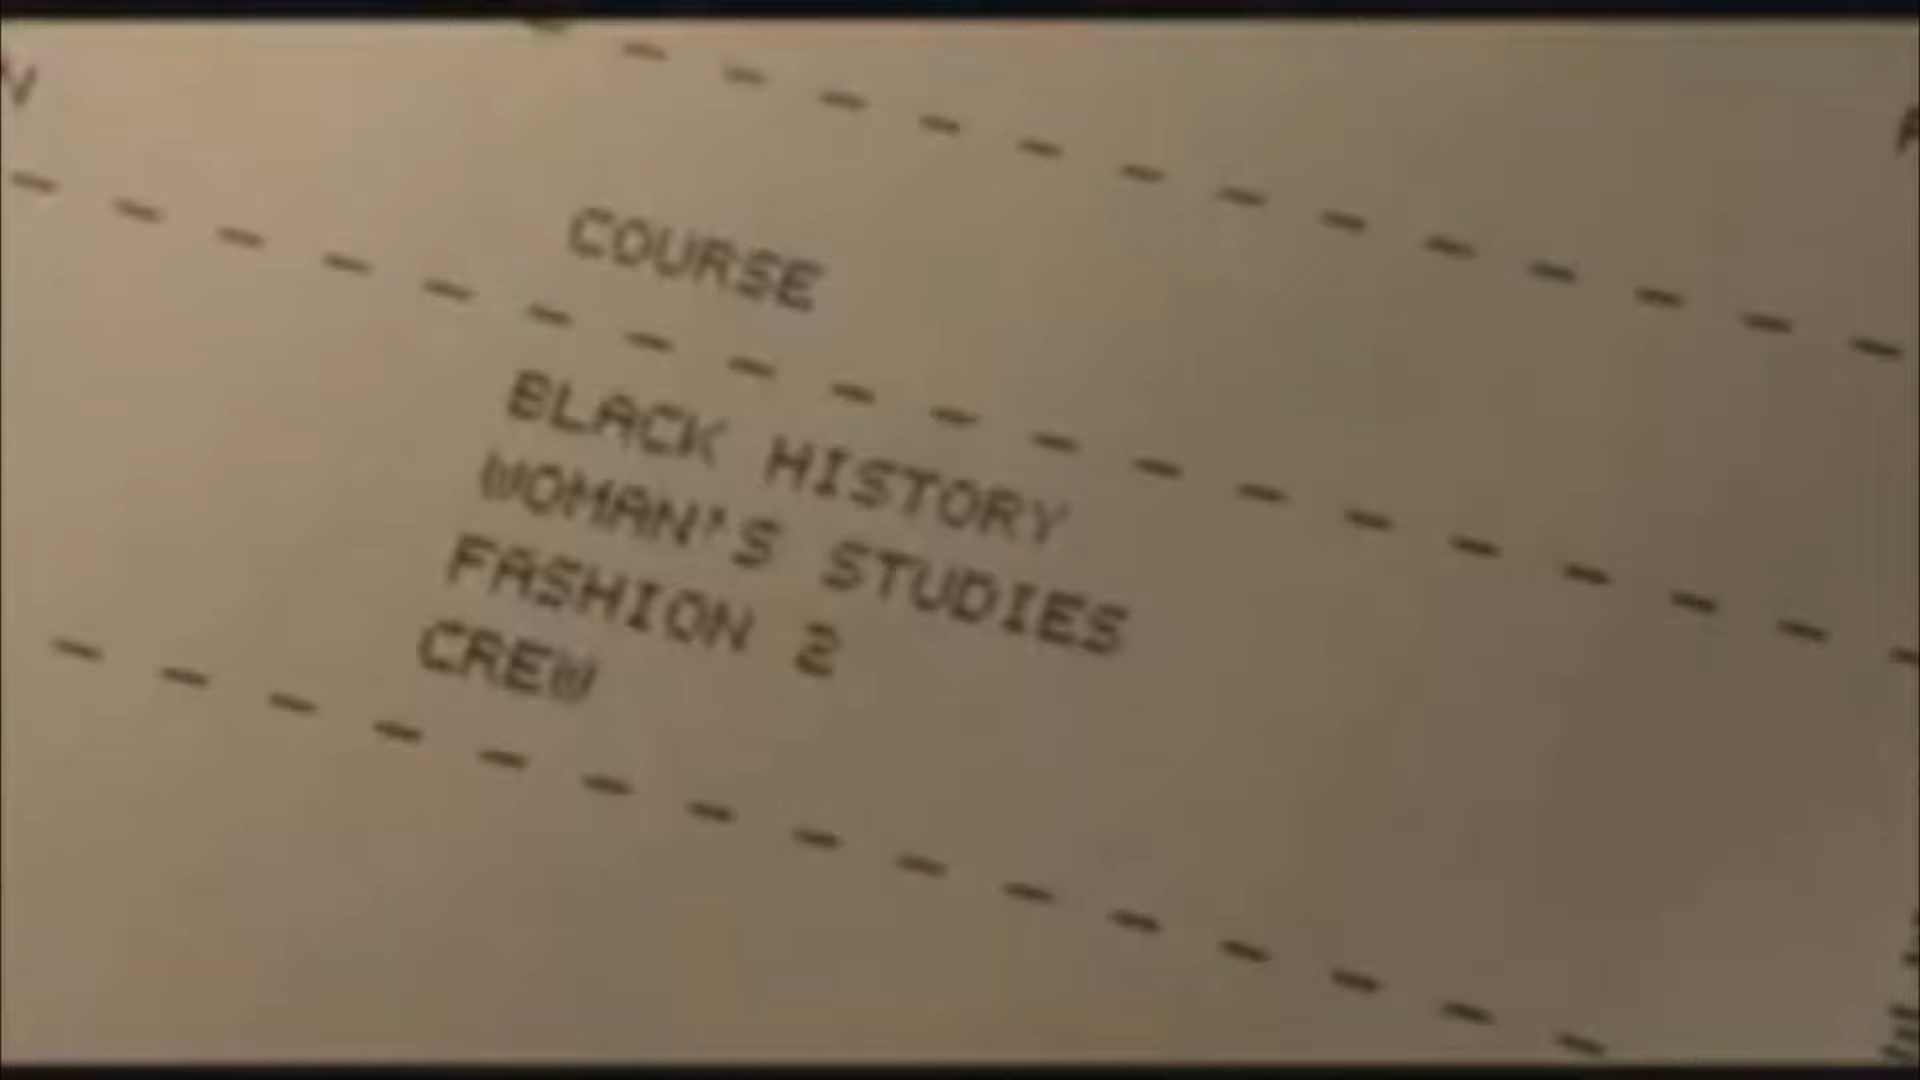 COURSE
BLACK HISTORY
WOMAN'S STUDIES
FASHION 2
CREW